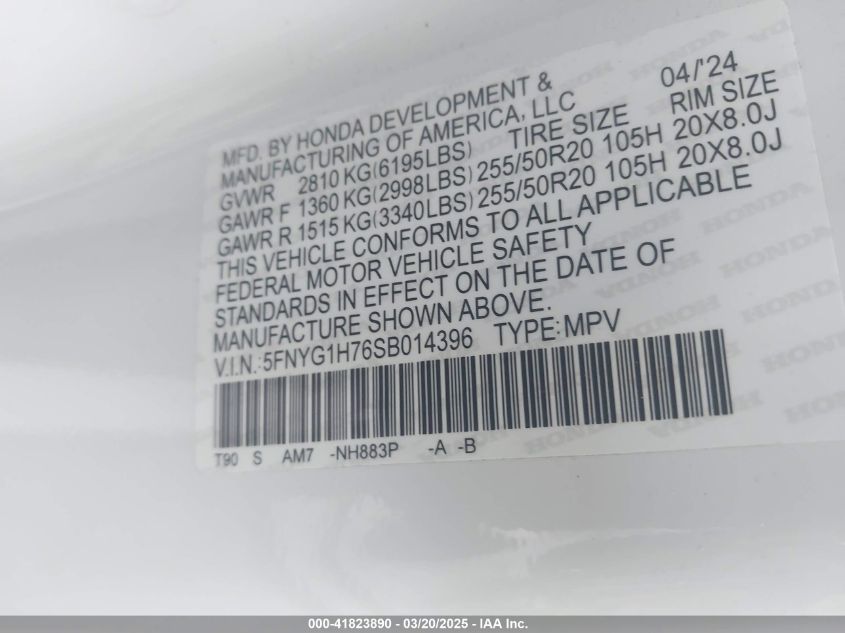 MFD. BY HONDA DEVELOPMENT &
MANUFACTURING OF AMERICA, LLC 04/'24
GVWR 2810 KG(6195LBS) TIRE SIZE RIM SIZE
GAWR F 1360 KG(2998LBS) 255/50R20 105H 20X8.0J
GAWR R 1515 KG(3340LBS) 255/50R20 105H 20X8.0J
THIS VEHICLE CONFORMS TO ALL APPLICABLE
FEDERAL MOTOR VEHICLE SAFETY
STANDARDS IN EFFECT ON THE DATE OF
MANUFACTURE SHOWN ABOVE.
V.I.N.:5FNYG1H76SB014396 TYPE:MPV
T90 S AM7 -NH883P -A -B
000-41823890 - 03/20/2025 - IAA Inc.